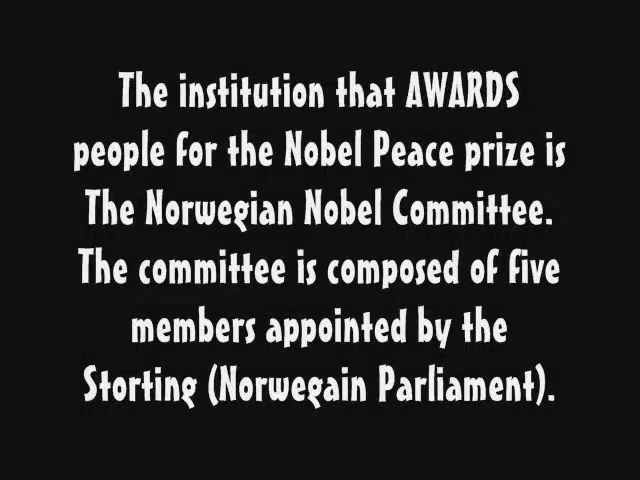 The institution that AWARDS
people for the Nobel Peace prize is
The Norwegian Nobel Committee.
The committee is composed of five
members appointed by the
Storting (Norwegain Parliament).